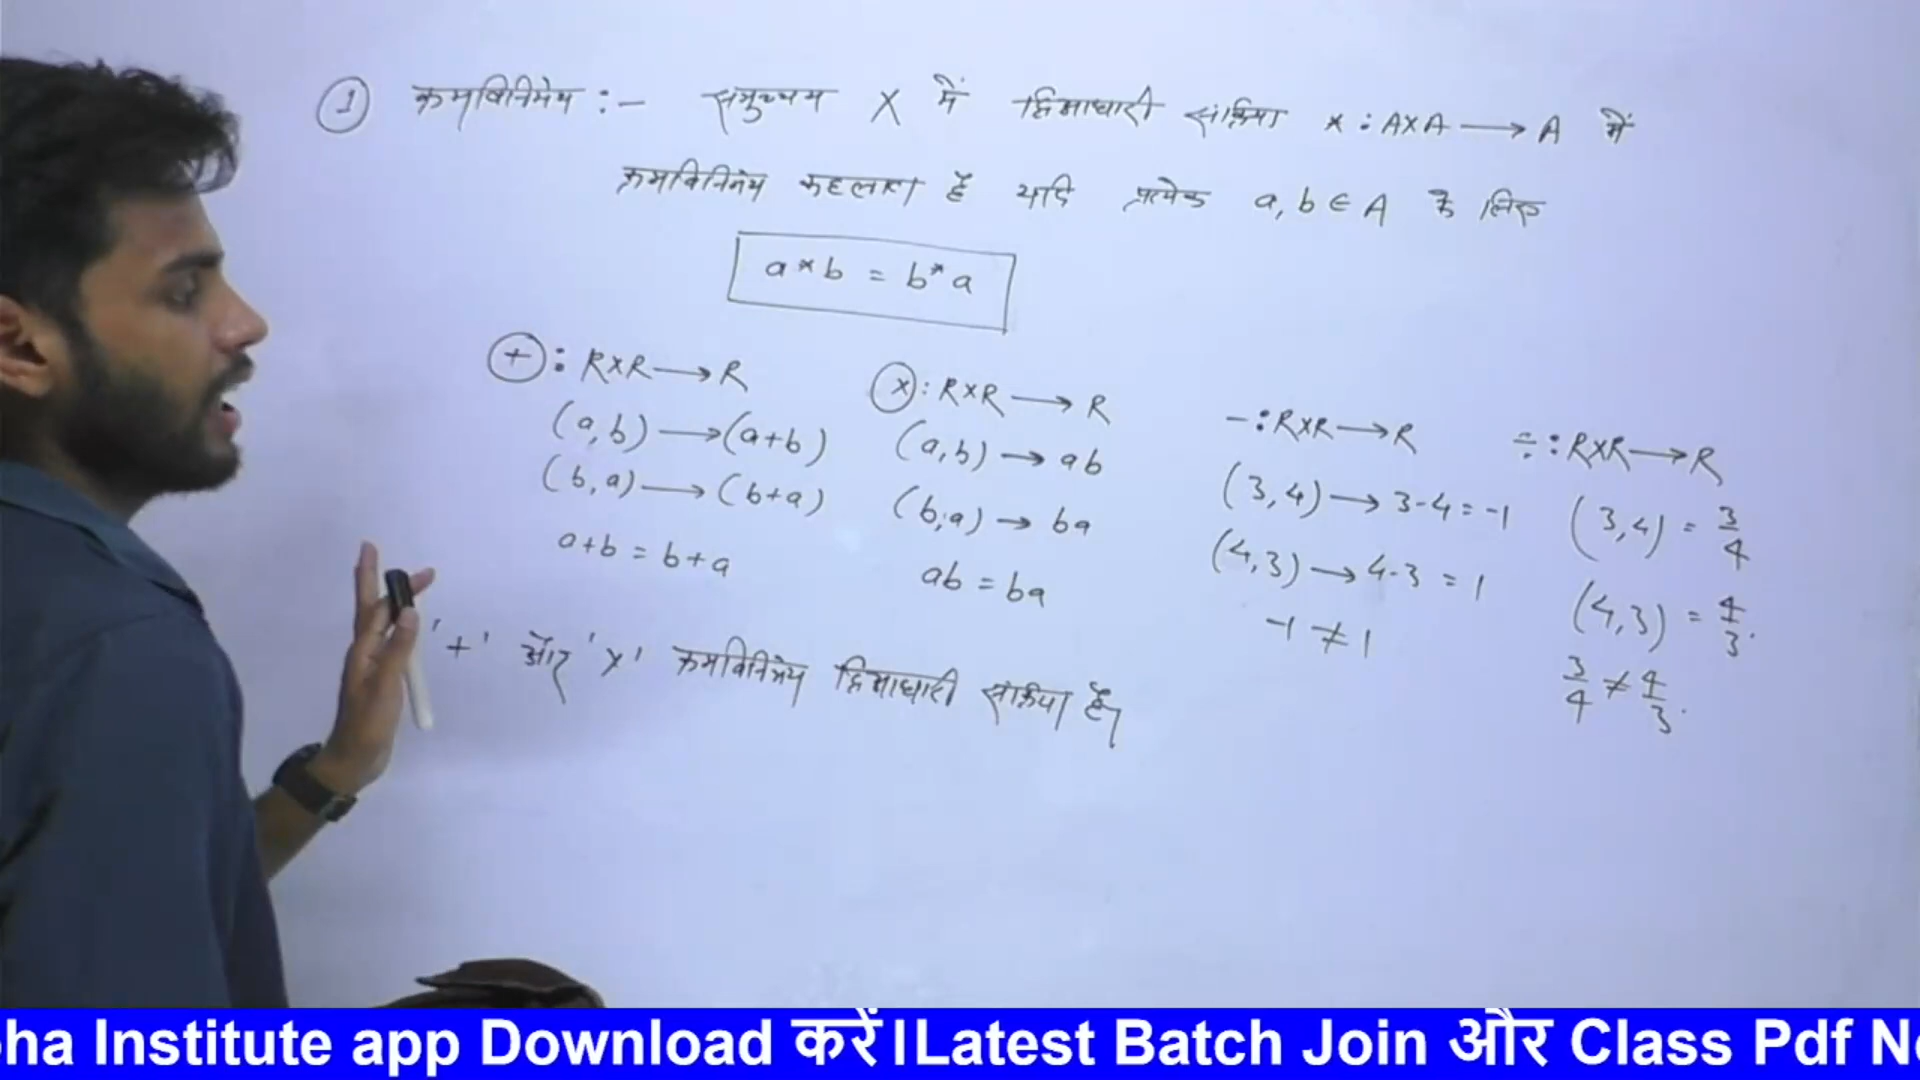 ① क्रमविनिमेय :- समुच्चय X में द्विआधारी संक्रिया * : A×A ⟶ A में
क्रमविनिमेय कहलाता है यदि प्रत्येक a, b ∈ A के लिए
a * b = b * a
+ : R×R ⟶ R
(a, b) ⟶ (a+b)
(b, a) ⟶ (b+a)
a+b = b+a
× : R×R ⟶ R
(a, b) → ab
(b, a) → ba
ab = ba
- : R×R ⟶ R
(3, 4) ⟶ 3-4 = -1
(4, 3) ⟶ 4-3 = 1
-1 ≠ 1
÷ : R×R ⟶ R
(3, 4) = 3/4
(4, 3) = 4/3.
3/4 ≠ 4/3.
'+' और '×' क्रमविनिमेय द्विआधारी संक्रिया है।
ha Institute app Download करें।Latest Batch Join और Class Pdf N